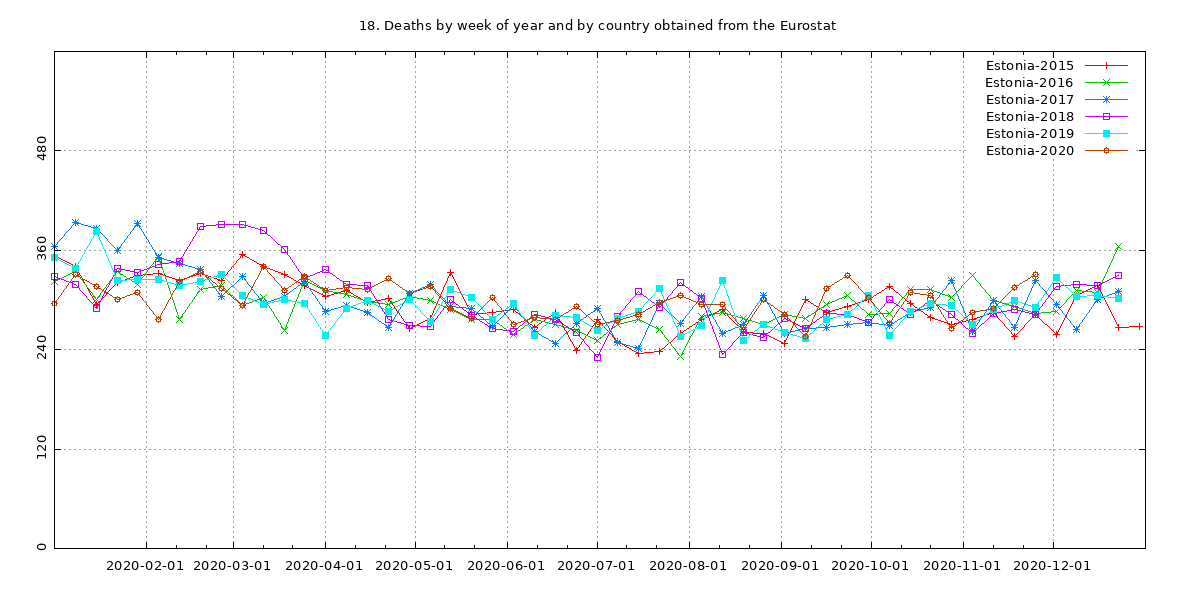 18. Deaths by week of year and by country obtained from the Eurostat
Estonia-2015
Estonia-2016
Estonia-2017
Estonia-2018
Estonia-2019
Estonia-2020
480
360
240
120
0
2020-02-01 2020-03-01 2020-04-01 2020-05-01 2020-06-01 2020-07-01 2020-08-01 2020-09-01 2020-10-01 2020-11-01 2020-12-01